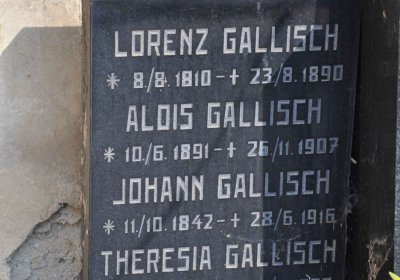 LORENZ GALLISCH
* 8./8. 1810 - † 23./8. 1890
ALOIS GALLISCH
* 10./6. 1891 - † 26./11. 1907
JOHANN GALLISCH
* 11./10. 1842 - † 28./6. 1916
THERESIA GALLISCH